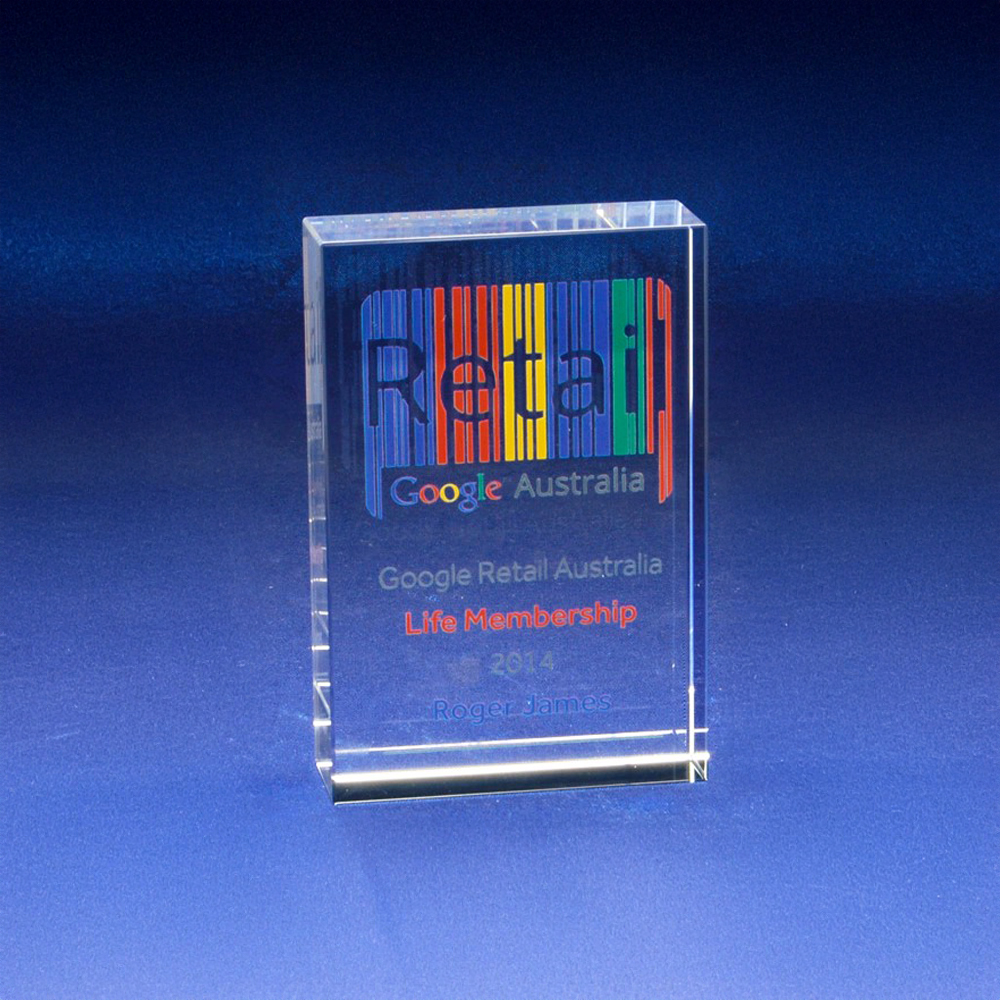 Retail
Google Australia
Google Retail Australia
Life Membership
2014
Roger James